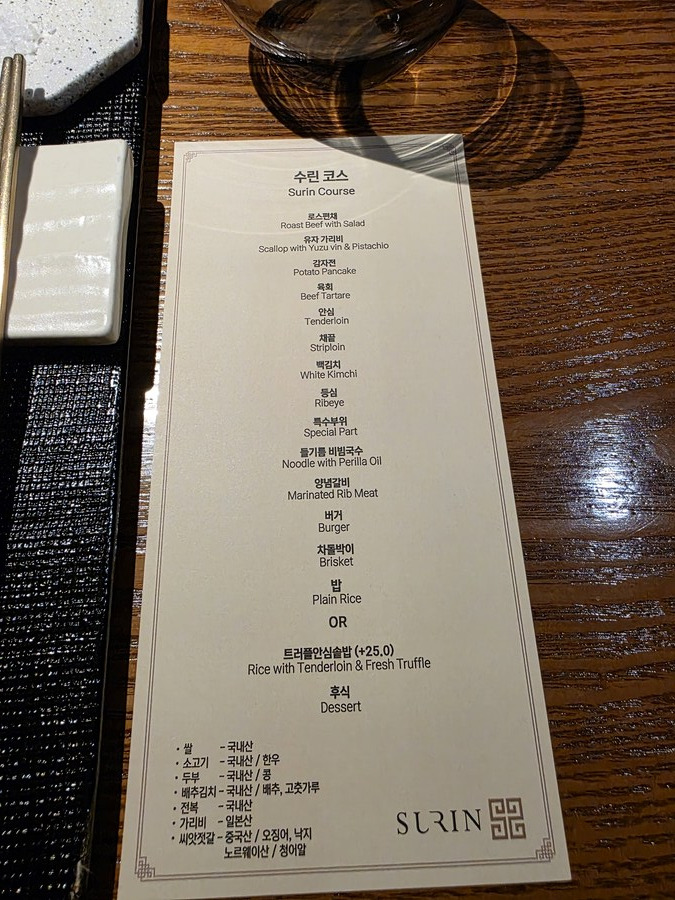 수린 코스
Surin Course
로스편채
Roast Beef with Salad
유자 가리비
Scallop with Yuzu vin & Pistachio
감자전
Potato Pancake
육회
Beef Tartare
안심
Tenderloin
채끝
Striploin
백김치
White Kimchi
등심
Ribeye
특수부위
Special Part
들기름 비빔국수
Noodle with Perilla Oil
양념갈비
Marinated Rib Meat
버거
Burger
차돌박이
Brisket
밥
Plain Rice
OR
트러플안심솥밥 (+25.0)
Rice with Tenderloin & Fresh Truffle
후식
Dessert
• 쌀 – 국내산
• 소고기 – 국내산 / 한우
• 두부 – 국내산 / 콩
• 배추김치 – 국내산 / 배추, 고춧가루
• 전복 – 국내산
• 가리비 – 일본산
• 씨앗젓갈 – 중국산 / 오징어, 낙지
노르웨이산 / 청어알
SURIN